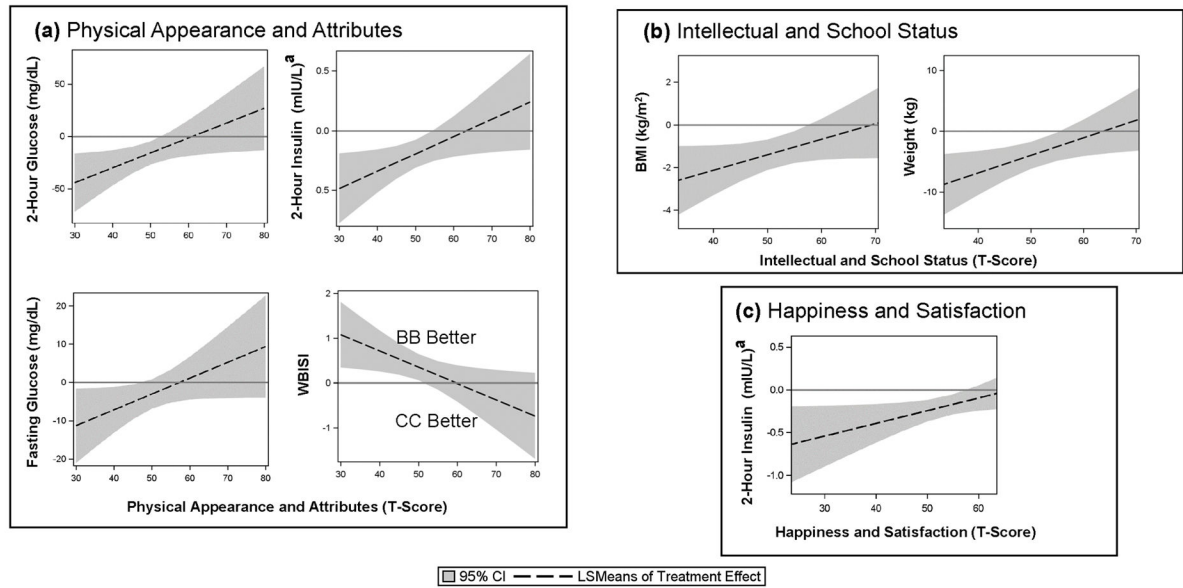 (a) Physical Appearance and Attributes
2-Hour Glucose (mg/dL)
50
0
-50
30 40 50 60 70 80
2-Hour Insulin (mIU/L)a
0.5
0.0
0.5
30 40 50 60 70 80
Fasting Glucose (mg/dL)
20
10
0
-10
-20
30 40 50 60 70 80
WBISI
2
1
0
-1
BB Better
CC Better
30 40 50 60 70 80
Physical Appearance and Attributes (T-Score)
(b) Intellectual and School Status
BMI (kg/m2)
2
0
-2
-4
40 50 60 70
Weight (kg)
10
0
-10
40 50 60 70
Intellectual and School Status (T-Score)
(c) Happiness and Satisfaction
2-Hour Insulin (mIU/L)a
0.5
0.0
-0.5
-1.0
30 40 50 60
Happiness and Satisfaction (T-Score)
95% CI LSMeans of Treatment Effect